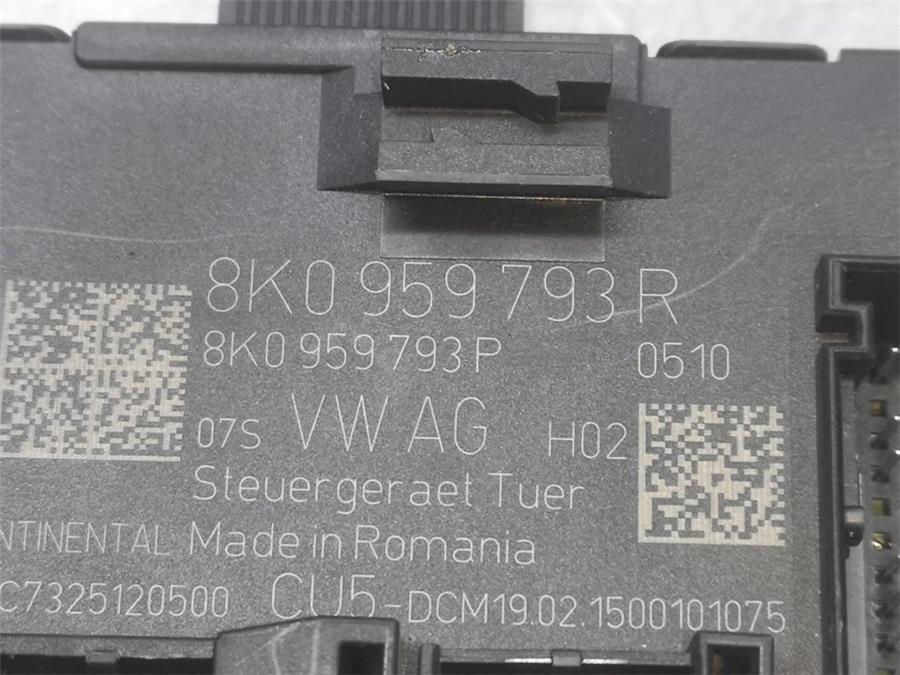 8K0 959 793 R
8K0 959 793 P 0510
07S VW AG H02
Steuergeraet Tuer
NTINENTAL Made in Romania
C7325120500 CU5-DCM19.02.1500101075